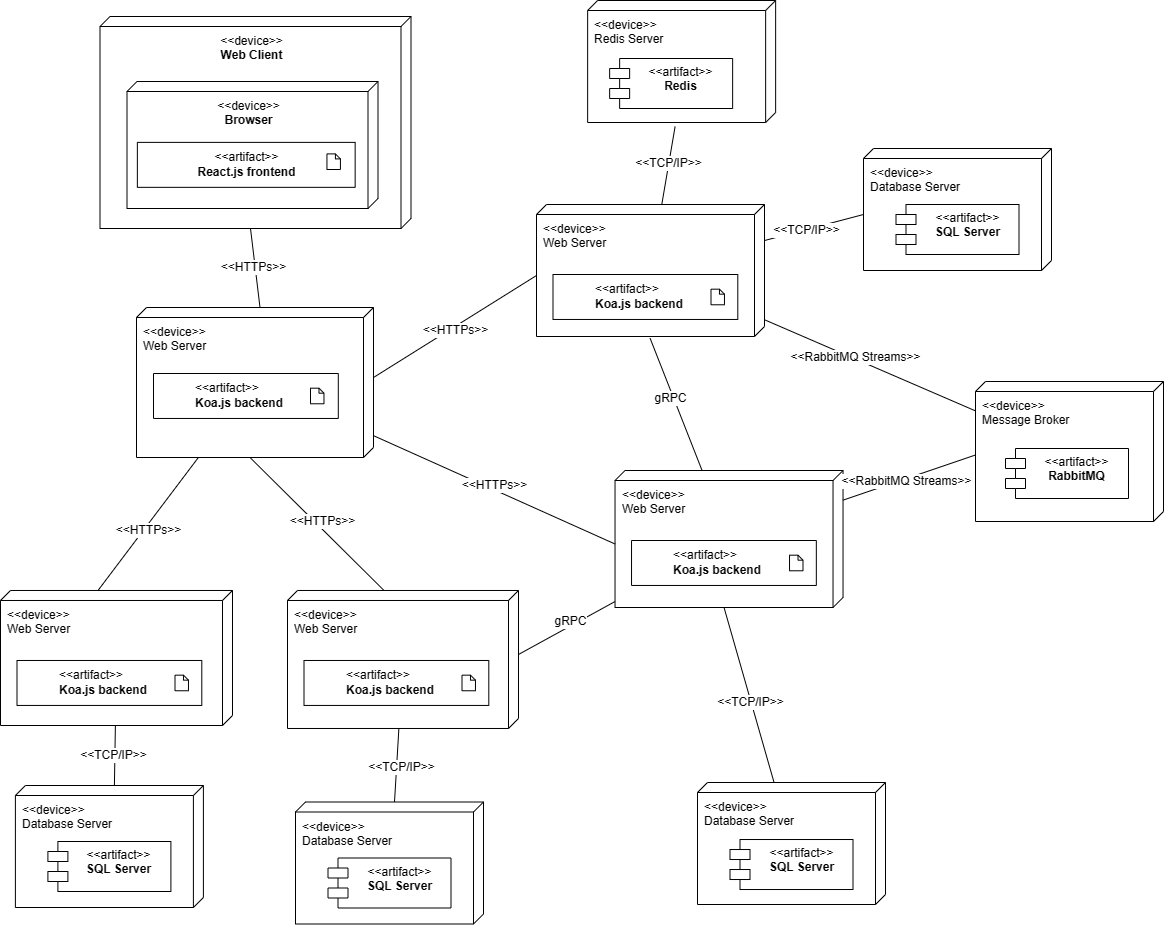 <<device>>
Web Client
<<device>>
Browser
<<artifact>>
React.js frontend
<<device>>
Redis Server
<<artifact>>
Redis
<<TCP/IP>>
<<device>>
Database Server
<<artifact>>
SQL Server
<<TCP/IP>>
<<device>>
Web Server
<<artifact>>
Koa.js backend
<<HTTPs>>
<<device>>
Web Server
<<artifact>>
Koa.js backend
<<HTTPs>>
<<RabbitMQ Streams>>
gRPC
<<device>>
Message Broker
<<artifact>>
RabbitMQ
<<HTTPs>>
<<RabbitMQ Streams>>
<<device>>
Web Server
<<artifact>>
Koa.js backend
<<HTTPs>>
<<HTTPs>>
<<device>>
Web Server
<<artifact>>
Koa.js backend
<<device>>
Web Server
<<artifact>>
Koa.js backend
gRPC
<<TCP/IP>>
<<TCP/IP>>
<<TCP/IP>>
<<device>>
Database Server
<<artifact>>
SQL Server
<<device>>
Database Server
<<artifact>>
SQL Server
<<device>>
Database Server
<<artifact>>
SQL Server